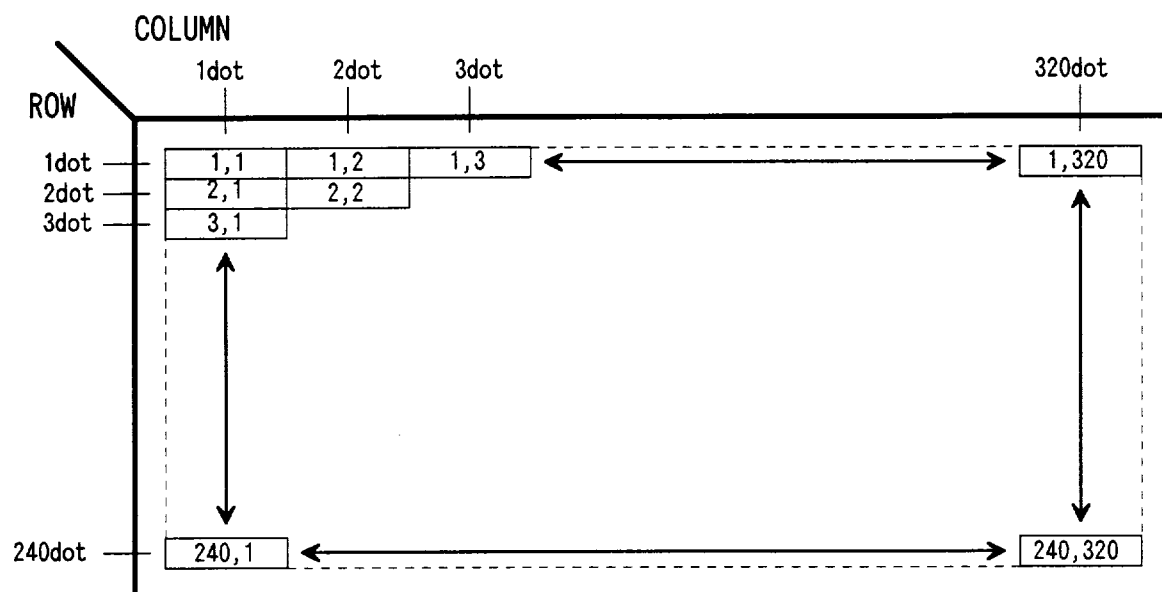 COLUMN
1dot 2dot 3dot 320dot
ROW
1dot 1,1 1,2 1,3 1,320
2dot 2,1 2,2
3dot 3,1
240dot 240,1 240,320